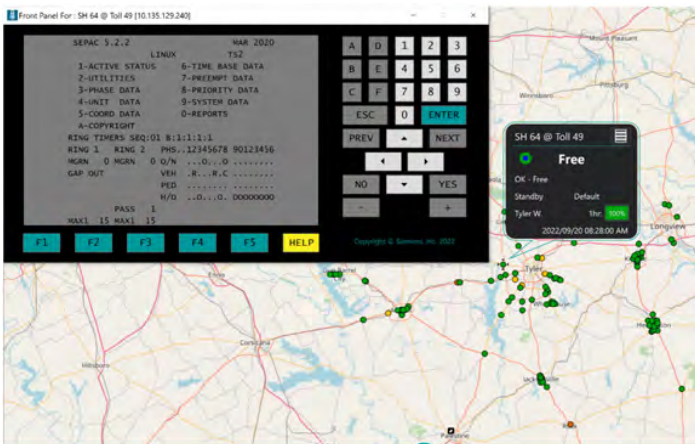 Front Panel For : SH 64 @ Toll 49 [10.135.129.240]
SEPAC 5.2.2 MAR 2020
LINUX TS2
1-ACTIVE STATUS 6-TIME BASE DATA
2-UTILITIES 7-PREEMPT DATA
3-PHASE DATA 8-PRIORITY DATA
4-UNIT DATA 9-SYSTEM DATA
5-COORD DATA 0-REPORTS
A-COPYRIGHT
RING TIMERS SEQ:01 B:1:1:1:1
RING 1 RING 2 PHS..12345678 90123456
MGRN 0 MGRN 0 O/N ...O...O ........
GAP OUT VEH .R...R.C ........
PED ........ ........
H/O ..O...O. OOOOOOOO
PASS 1
MAX1 15 MAX1 15
F1 F2 F3 F4 F5 HELP
A D 1 2 3
B E 4 5 6
C F 7 8 9
ESC 0 ENTER
PREV NEXT
NO YES
- +
Copyright © Siemens, Inc. 2022
SH 64 @ Toll 49
Free
OK - Free
Standby Default
Tyler W. 1hr: 100%
2022/09/20 08:28:00 AM
Mount Pleasant
Pittsburg
Winnsboro
Longview
Tyler
Ennis
Corsicana
Hillsboro
Palestine